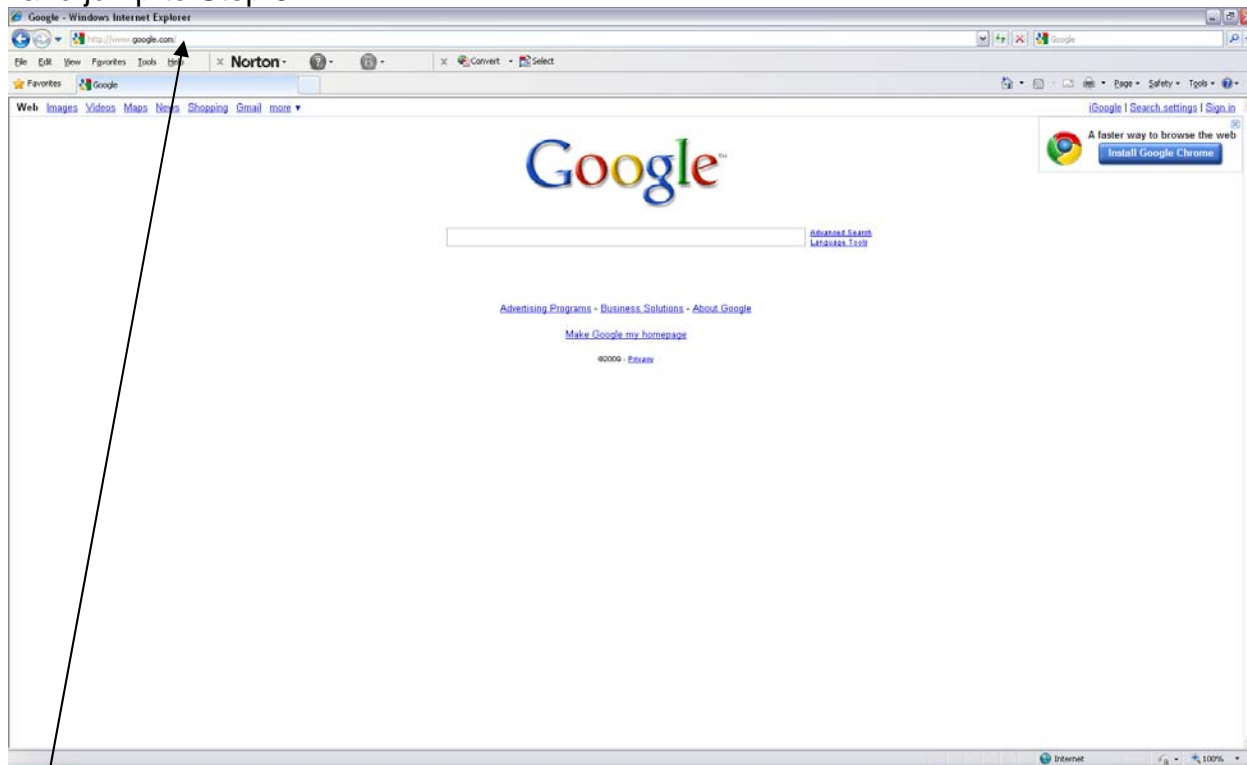 Google - Windows Internet Explorer
http://www.google.com/
Google
File Edit View Favorites Tools Help x Norton - x Convert - Select
Favorites Google Page Safety Tools
Web Images Videos Maps News Shopping Gmail more ▼ iGoogle | Search settings | Sign in
A faster way to browse the web
Install Google Chrome
Google™
Advanced Search
Language Tools
Advertising Programs - Business Solutions - About Google
Make Google my homepage
©2009 - Privacy
Internet 100%